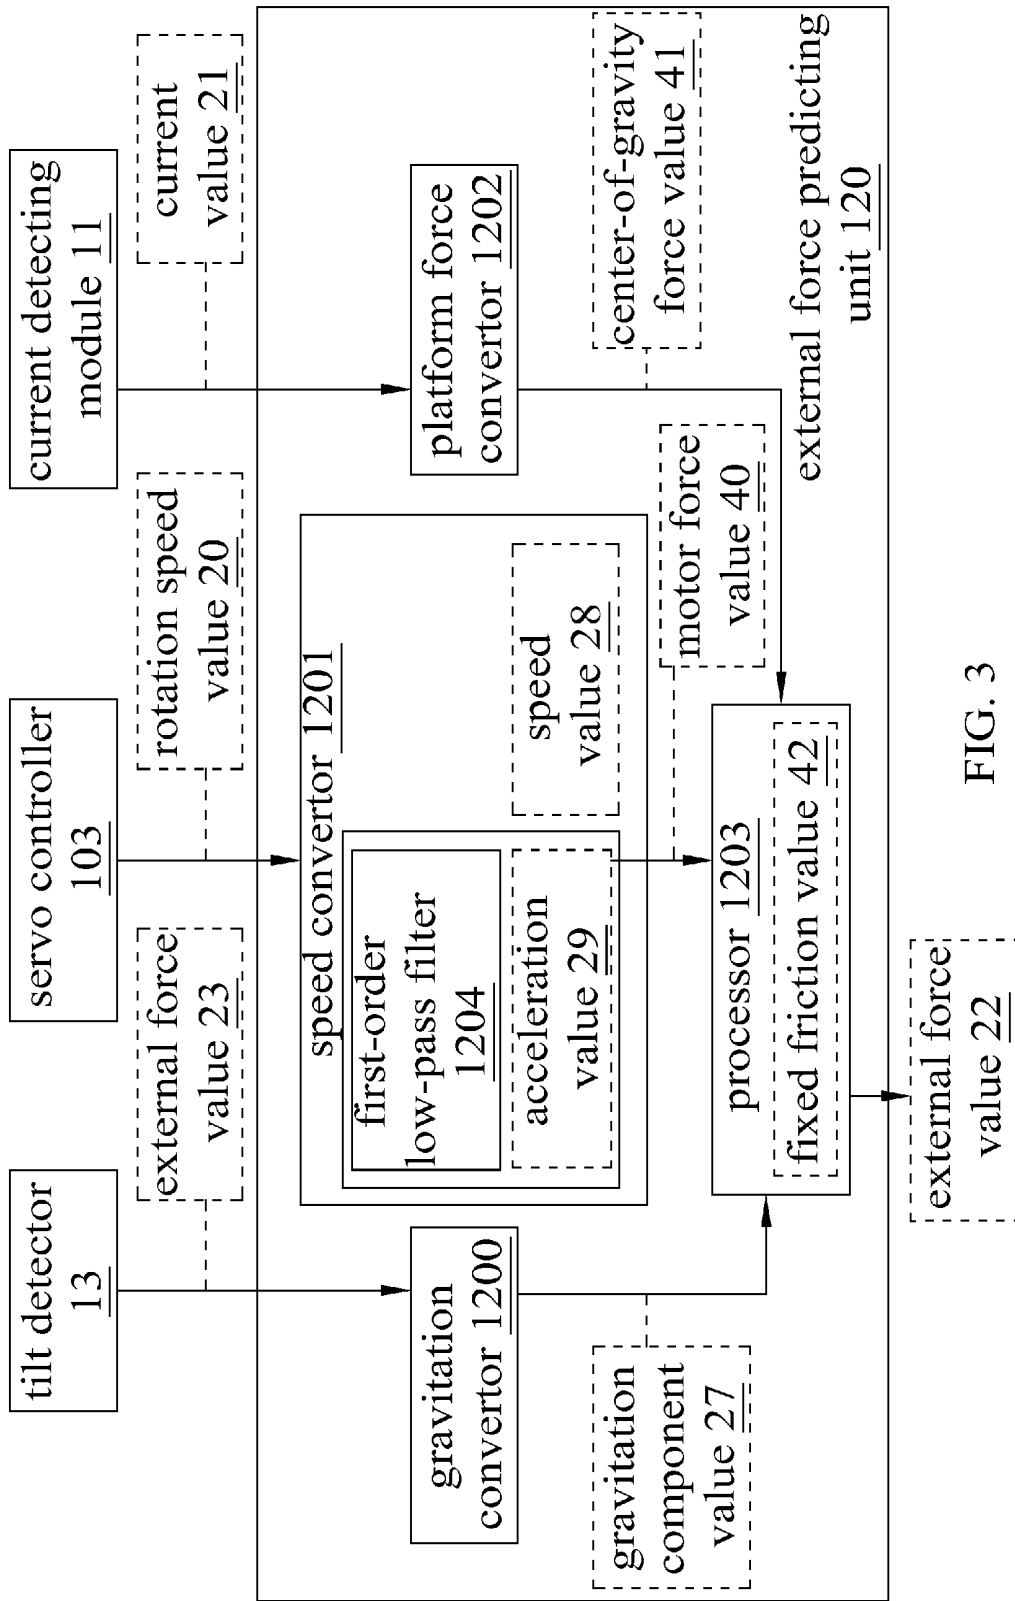 tilt detector
13
servo controller
103
current detecting
module 11
external force
value 23
rotation speed
value 20
current
value 21
gravitation
convertor 1200
speed convertor 1201
first-order
low-pass filter
1204
acceleration
value 29
speed
value 28
platform force
convertor 1202
gravitation
component
value 27
motor force
value 40
center-of-gravity
force value 41
processor 1203
fixed friction value 42
external force predicting
unit 120
external force
value 22
FIG. 3